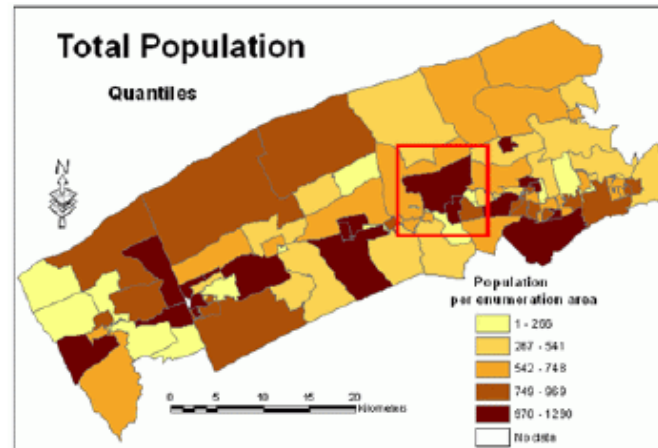 Total Population
Quantiles
N
Population
per enumeration area
1 - 266
267 - 541
542 - 748
749 - 969
970 - 1290
No data
0 5 10 15 20
Kilometers